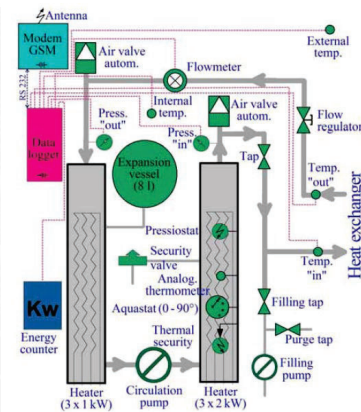 Antenna
Modem
GSM
RS 232
Air valve
autom.
Flowmeter
External
temp.
Internal
temp.
Air valve
autom.
Flow
regulator
Data
logger
Press.
"out"
Press.
"in"
Tap
Temp.
"out"
Expansion
vessel
(8 l)
Heat exchanger
Pressiostat
Security
valve
Analog.
thermometer
Aquastat (0 - 90°)
Temp.
"in"
Kw
Energy
counter
Thermal
security
Filling tap
Purge tap
Filling
pump
Heater
(3 x 1 kW)
Circulation
pump
Heater
(3 x 2 kW)